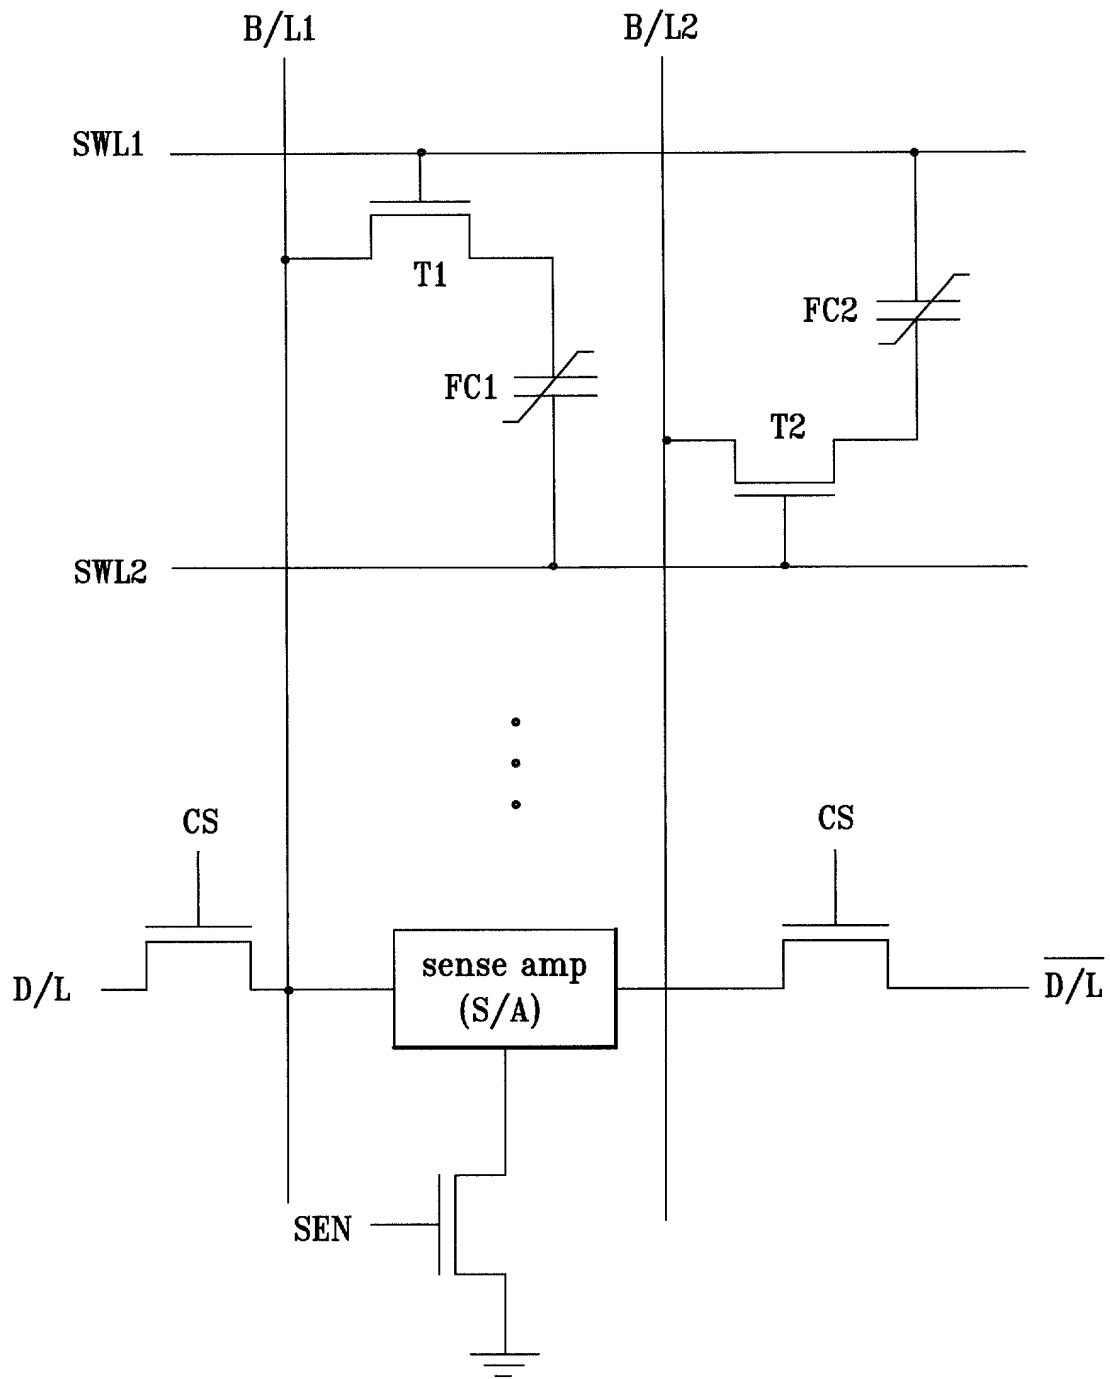 B/L1
B/L2
SWL1
T1
FC2
FC1
T2
SWL2
CS
CS
D/L
sense amp
(S/A)
D/L
SEN